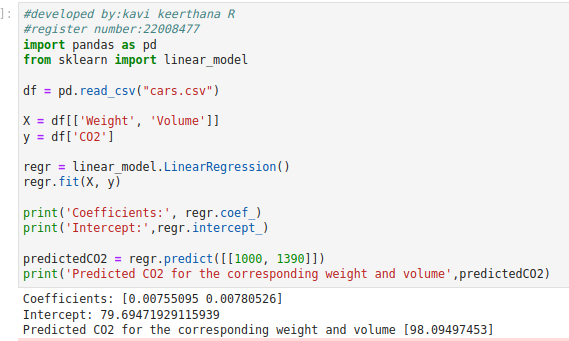 ]:
#developed by:kavi keerthana R
#register number:22008477
import pandas as pd
from sklearn import linear_model
df = pd.read_csv("cars.csv")
X = df[['Weight', 'Volume']]
y = df['CO2']
regr = linear_model.LinearRegression()
regr.fit(X, y)
print('Coefficients:', regr.coef_)
print('Intercept:',regr.intercept_)
predictedCO2 = regr.predict([[1000, 1390]])
print('Predicted CO2 for the corresponding weight and volume',predictedCO2)
Coefficients: [0.00755095 0.00780526]
Intercept: 79.69471929115939
Predicted CO2 for the corresponding weight and volume [98.09497453]